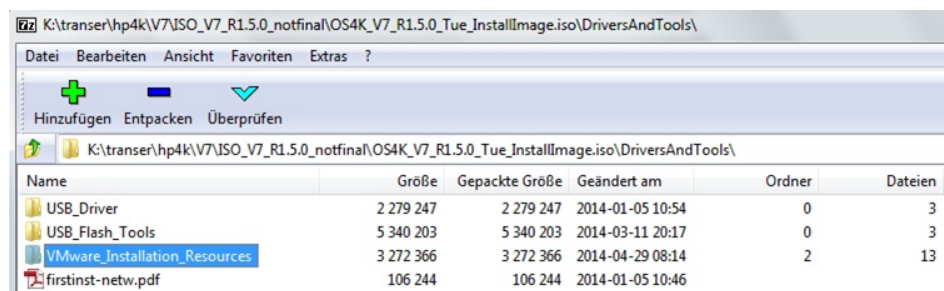 K:\transer\hp4k\V7\ISO_V7_R1.5.0_notfinal\OS4K_V7_R1.5.0_Tue_InstallImage.iso\DriversAndTools\
Datei Bearbeiten Ansicht Favoriten Extras ?
Hinzufügen Entpacken Überprüfen
K:\transer\hp4k\V7\ISO_V7_R1.5.0_notfinal\OS4K_V7_R1.5.0_Tue_InstallImage.iso\DriversAndTools\
Name Größe Gepackte Größe Geändert am Ordner Dateien
USB_Driver 2 279 247 2 279 247 2014-01-05 10:54 0 3
USB_Flash_Tools 5 340 203 5 340 203 2014-03-11 20:17 0 3
VMware_Installation_Resources 3 272 366 3 272 366 2014-04-29 08:14 2 13
firstinst-netw.pdf 106 244 106 244 2014-01-05 10:46